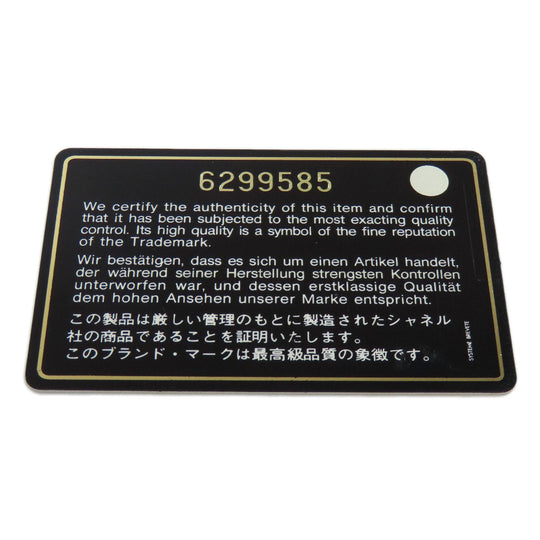 6299585
We certify the authenticity of this item and confirm
that it has been subjected to the most exacting quality
control. Its high quality is a symbol of the fine reputation
of the Trademark.
Wir bestätigen, dass es sich um einen Artikel handelt,
der während seiner Herstellung strengsten Kontrollen
unterworfen war, und dessen erstklassige Qualität
dem hohen Ansehen unserer Marke entspricht.
この製品は厳しい管理のもとに製造されたシャネル
社の商品であることを証明いたします。
このブランド・マークは最高級品質の象徴です。
SYSTEME BREVETE